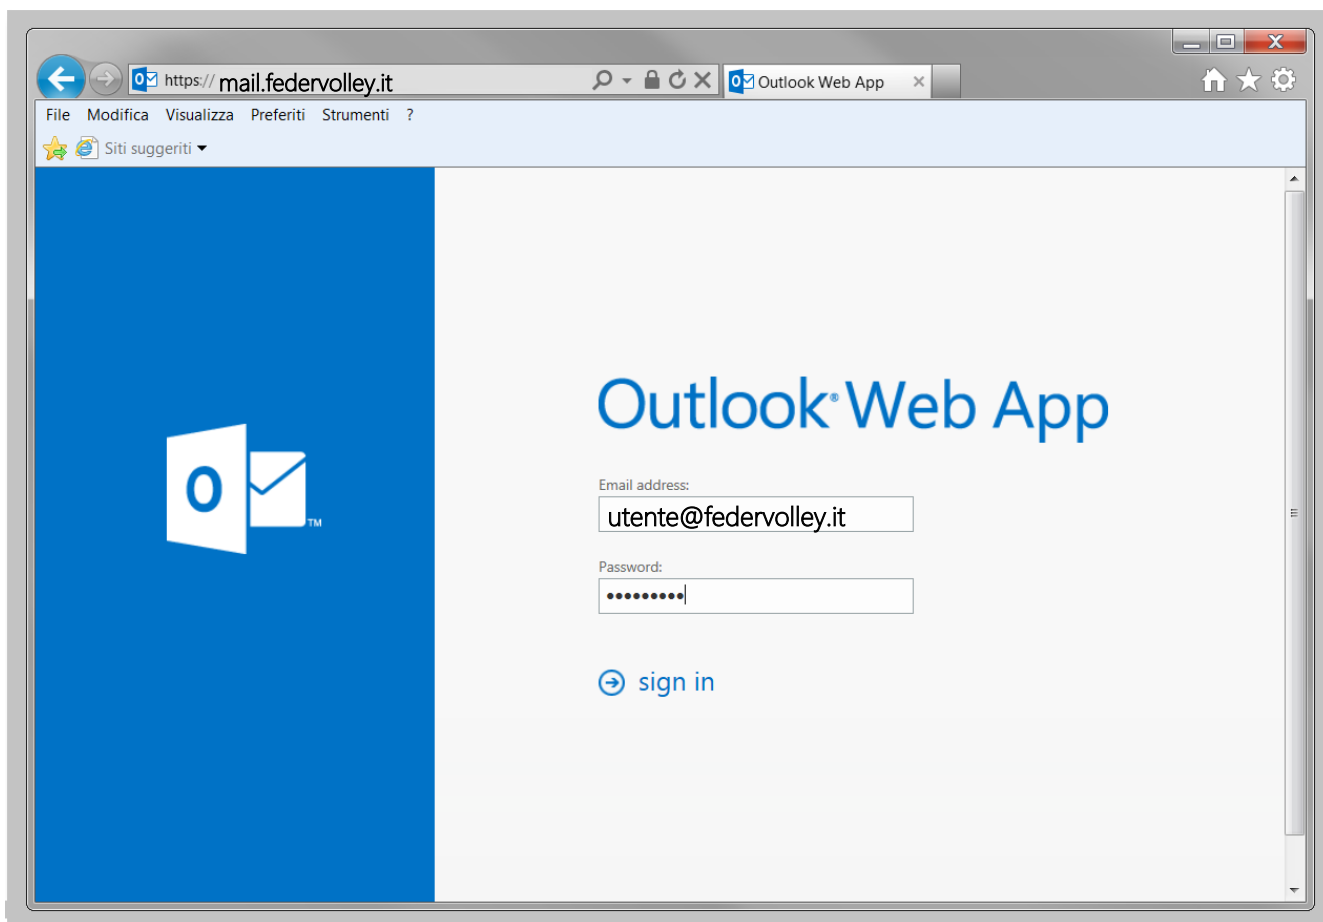 https:// mail.federvolley.it
Outlook Web App
File Modifica Visualizza Preferiti Strumenti ?
Siti suggeriti
Outlook® Web App
Email address:
utente@federvolley.it
Password:
•••••••••
sign in
O
TM